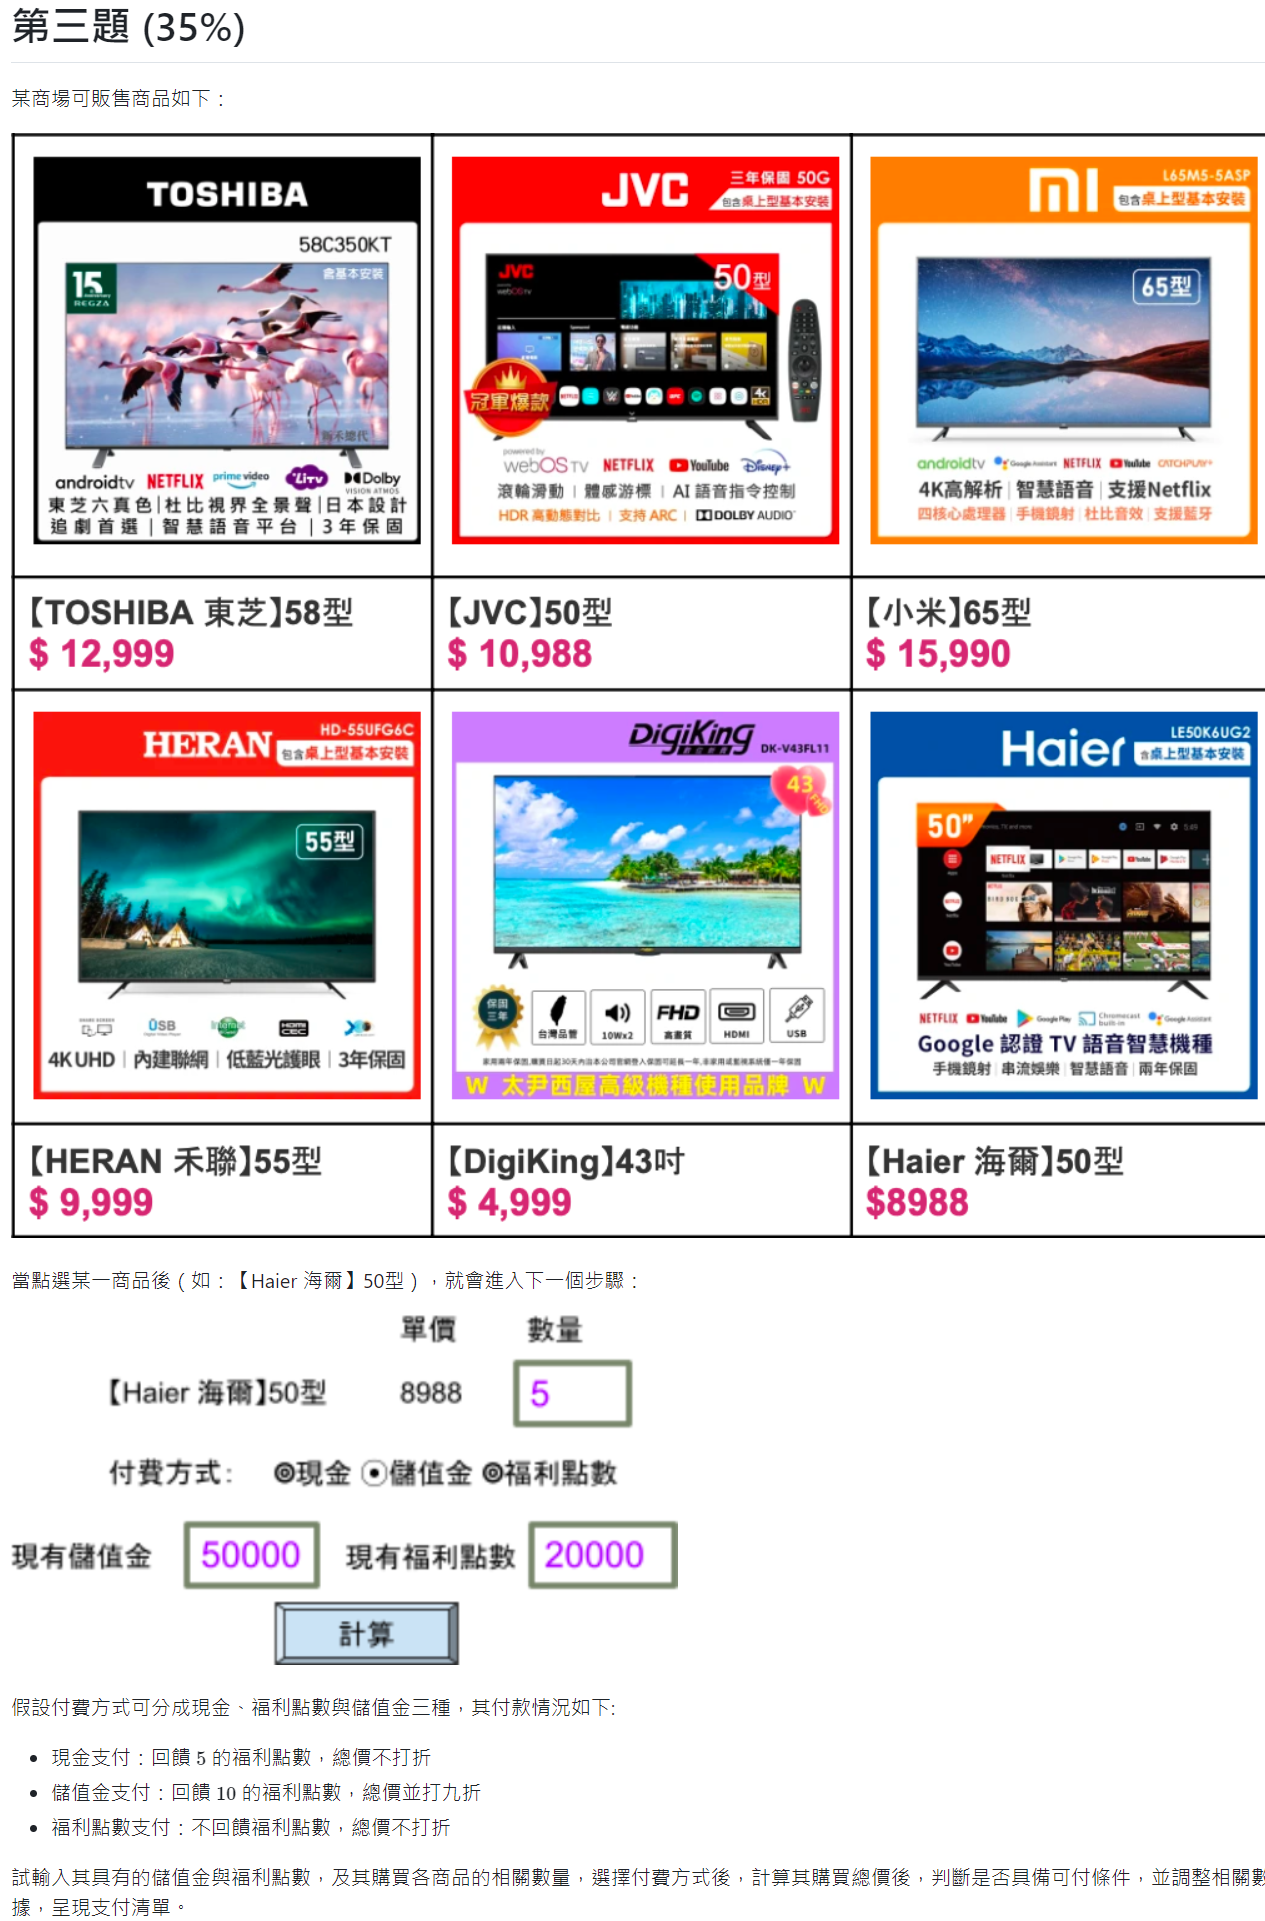 第三題 (35%)
某商場可販售商品如下：
TOSHIBA
58C350KT
含基本安裝
15
REGZA
新禾總代
androidtv NETFLIX prime video LiTV Dolby
VISION ATMOS
東芝六真色|杜比視界全景聲|日本設計
追劇首選|智慧語音平台|3年保固
JVC
三年保固 50G
包含桌上型基本安裝
JVC
50型
webOS TV
冠軍爆款
NETFLIX
4K
HDR
powered by
webOS TV NETFLIX YouTube Disney+
滾輪滑動 | 體感游標 | AI 語音指令控制
HDR 高動態對比 | 支持 ARC | DOLBY AUDIO
mi
L65M5-5ASP
包含桌上型基本安裝
65型
androidtv Google Assistant NETFLIX YouTube CATCHPLAY+
4K高解析 | 智慧語音 | 支援Netflix
四核心處理器 | 手機鏡射 | 杜比音效 | 支援藍牙
【TOSHIBA 東芝】58型
$ 12,999
【JVC】50型
$ 10,988
【小米】65型
$ 15,990
HERAN
HD-55UFG6C
包含桌上型基本安裝
55型
USB
Internet
HDMI
CEC
4K UHD | 內建聯網 | 低藍光護眼 | 3年保固
DigiKing
DK-V43FL11
43
FHD
保固
三年
台灣品管
10Wx2
FHD
高畫質
HDMI
USB
W 太尹西屋高級機種使用品牌 W
Haier
LE50K6UG2
含桌上型基本安裝
50”
NETFLIX
NETFLIX YouTube Google Play Chromecast built-in Google Assistant
Google 認證 TV 語音智慧機種
手機鏡射 | 串流娛樂 | 智慧語音 | 兩年保固
【HERAN 禾聯】55型
$ 9,999
【DigiKing】43吋
$ 4,999
【Haier 海爾】50型
$8988
當點選某一商品後（如：【Haier 海爾】50型），就會進入下一個步驟：
單價 數量
【Haier 海爾】50型 8988 5
付費方式： ◎現金 ⊙儲值金 ◎福利點數
現有儲值金 50000 現有福利點數 20000
計算
假設付費方式可分成現金、福利點數與儲值金三種，其付款情況如下:
• 現金支付：回饋 5 的福利點數，總價不打折
• 儲值金支付：回饋 10 的福利點數，總價並打九折
• 福利點數支付：不回饋福利點數，總價不打折
試輸入其具有的儲值金與福利點數，及其購買各商品的相關數量，選擇付費方式後，計算其購買總價後，判斷是否具備可付條件，並調整相關數
據，呈現支付清單。